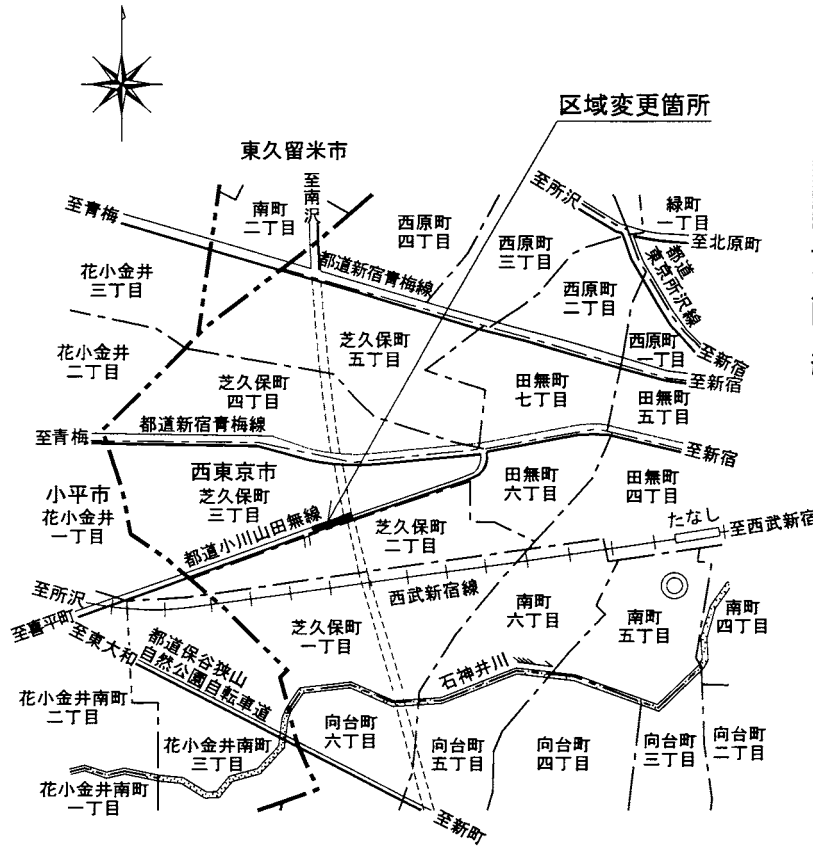 区域変更箇所
東久留米市
至青梅
南町
二丁目
至南沢
西原町
四丁目
至所沢
緑町
一丁目
至北原町
西原町
三丁目
都道
東京所沢線
花小金井
三丁目
都道新宿青梅線
西原町
二丁目
花小金井
二丁目
芝久保町
五丁目
西原町
一丁目
至新宿
至新宿
芝久保町
四丁目
田無町
七丁目
田無町
五丁目
至青梅
都道新宿青梅線
至新宿
西東京市
芝久保町
三丁目
田無町
六丁目
田無町
四丁目
小平市
花小金井
一丁目
都道小川山田無線
芝久保町
二丁目
たなし
至西武新宿
至所沢
西武新宿線
至喜平町
南町
六丁目
南町
五丁目
南町
四丁目
至東大和
都道保谷狭山
自然公園自転車道
芝久保町
一丁目
石神井川
花小金井南町
二丁目
花小金井南町
三丁目
向台町
六丁目
向台町
五丁目
向台町
四丁目
向台町
三丁目
向台町
二丁目
花小金井南町
一丁目
至新町